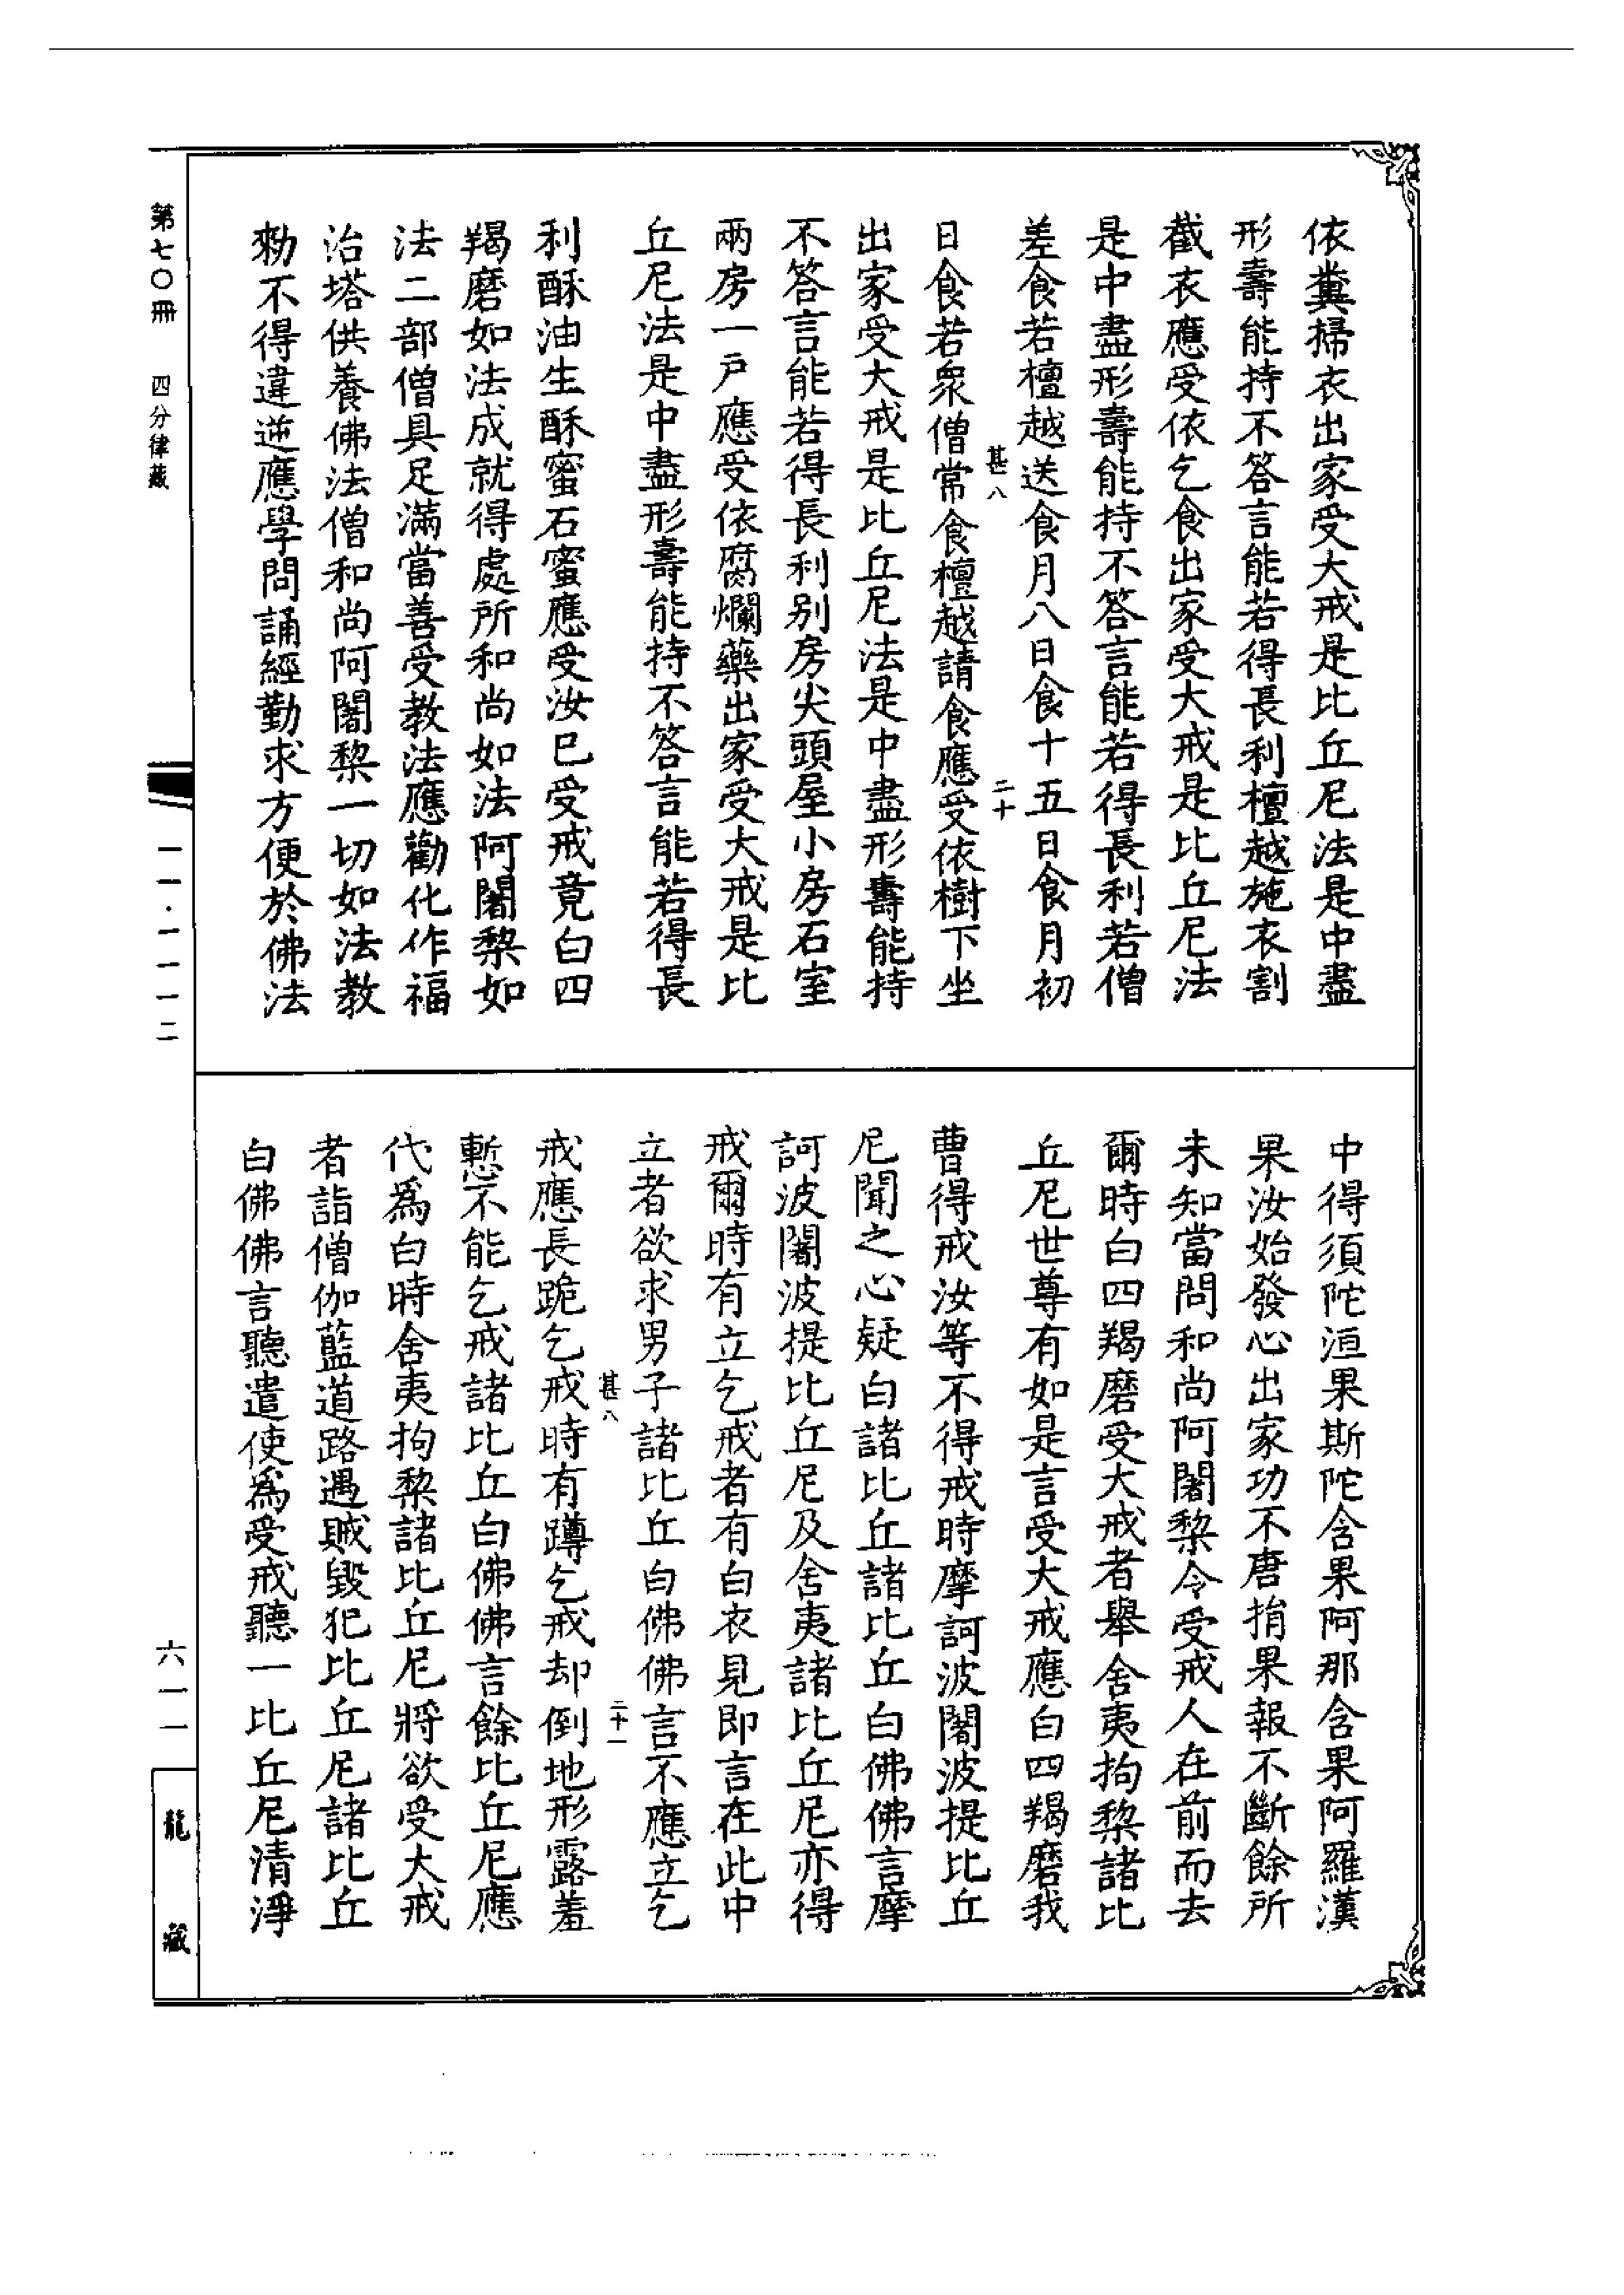 依糞掃衣出家受大戒是比丘尼法是中盡
形壽能持不答言能若得長利檀越施衣割
截衣應受依乞食出家受大戒是比丘尼法
是中盡形壽能持不答言能若得長利若僧
差食若檀越送食月八日食十五日食月初
甚八 二十
日食若衆僧常食檀越請食應受依樹下坐
出家受大戒是比丘尼法是中盡形壽能持
不答言能若得長利別房尖頭屋小房石室
兩房一戶應受依腐爛藥出家受大戒是比
丘尼法是中盡形壽能持不答言能若得長
利酥油生酥蜜石蜜應受汝已受戒竟白四
羯磨如法成就得處所和尚如法阿闍黎如
法二部僧具足滿當善受教法應勸化作福
治塔供養佛法僧和尚阿闍黎一切如法教
勑不得違逆應學問誦經勤求方便於佛法
中得須陀洹果斯陀含果阿那含果阿羅漢
果汝始發心出家功不唐捐果報不斷餘所
未知當問和尚阿闍黎令受戒人在前而去
爾時白四羯磨受大戒者舉舍夷拘黎諸比
丘尼世尊有如是言受大戒應白四羯磨我
曹得戒汝等不得戒時摩訶波闍波提比丘
尼聞之心疑白諸比丘諸比丘白佛佛言摩
訶波闍波提比丘尼及舍夷諸比丘尼亦得
戒爾時有立乞戒者有白衣見即言在此中
立者欲求男子諸比丘白佛佛言不應立乞
甚八 二十一
戒應長跪乞戒時有蹲乞戒却倒地形露羞
慙不能乞戒諸比丘白佛佛言餘比丘尼應
代爲白時舍夷拘黎諸比丘尼將欲受大戒
者詣僧伽藍道路遇賊毀犯比丘尼諸比丘
白佛佛言聽遣使爲受戒聽一比丘尼清淨
第七〇冊 四分律藏
一一·一一一二
六一一
龍藏